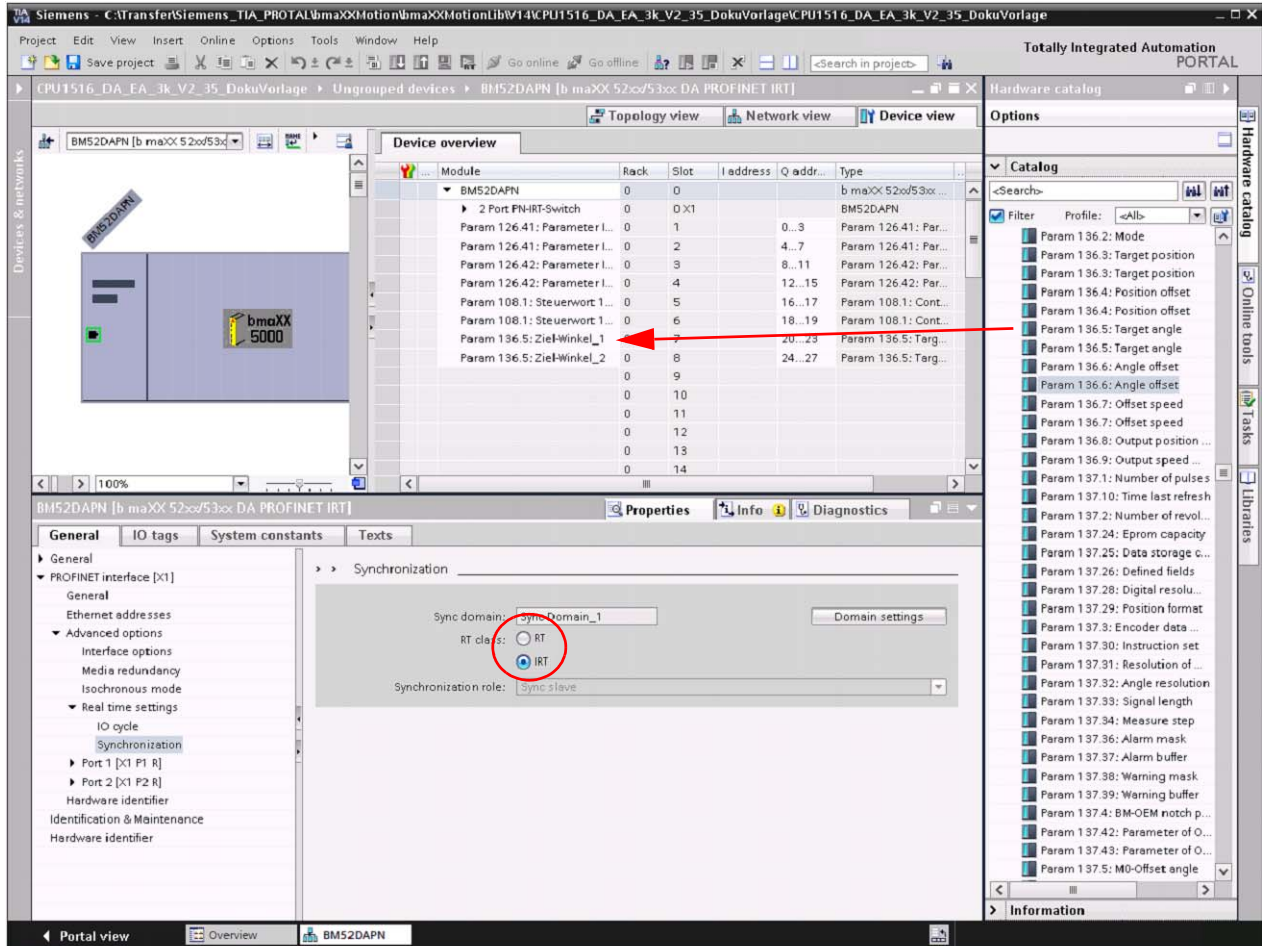 Siemens - C:\Transfer\Siemens_TIA_PROTAL\bmaXXMotion\bmaXXMotionLib\V14\CPU1516_DA_EA_3k_V2_35_DokuVorlage\CPU1516_DA_EA_3k_V2_35_DokuVorlage
Project Edit View Insert Online Options Tools Window Help
Totally Integrated Automation
PORTAL
Save project Go online Go offline <Search in project>
CPU1516_DA_EA_3k_V2_35_DokuVorlage Ungrouped devices BM52DAPN [b maXX 52xx/53xx DA PROFINET IRT]
Topology view Network view Device view
BM52DAPN [b maXX 52xx/53x
Device overview
... Module Rack Slot I address Q addr... Type ...
BM52DAPN 0 0 b maXX 52xx/53xx ...
2 Port PN-IRT-Switch 0 0 X1 BM52DAPN
Param 126.41: Parameter I... 0 1 0...3 Param 126.41: Par...
Param 126.41: Parameter I... 0 2 4...7 Param 126.41: Par...
Param 126.42: Parameter I... 0 3 8...11 Param 126.42: Par...
Param 126.42: Parameter I... 0 4 12...15 Param 126.42: Par...
Param 108.1: Steuerwort 1... 0 5 16...17 Param 108.1: Cont...
Param 108.1: Steuerwort 1... 0 6 18...19 Param 108.1: Cont...
Param 136.5: Ziel-Winkel_1 0 7 20...23 Param 136.5: Targ...
Param 136.5: Ziel-Winkel_2 0 8 24...27 Param 136.5: Targ...
0 9
0 10
0 11
0 12
0 13
0 14
BM52DAPN
bmaXX
5000
100%
Devices & networks
BM52DAPN [b maXX 52xx/53xx DA PROFINET IRT]
Properties Info Diagnostics
General IO tags System constants Texts
General
PROFINET interface [X1]
General
Ethernet addresses
Advanced options
Interface options
Media redundancy
Isochronous mode
Real time settings
IO cycle
Synchronization
Port 1 [X1 P1 R]
Port 2 [X1 P2 R]
Hardware identifier
Identification & Maintenance
Hardware identifier
Synchronization
Sync domain: Sync Domain_1 Domain settings
RT class: RT
IRT
Synchronization role: Sync slave
Hardware catalog
Options
Catalog
<Search>
Filter Profile: <All>
Param 136.2: Mode
Param 136.3: Target position
Param 136.3: Target position
Param 136.4: Position offset
Param 136.4: Position offset
Param 136.5: Target angle
Param 136.5: Target angle
Param 136.6: Angle offset
Param 136.6: Angle offset
Param 136.7: Offset speed
Param 136.7: Offset speed
Param 136.8: Output position ...
Param 136.9: Output speed ...
Param 137.1: Number of pulses
Param 137.10: Time last refresh
Param 137.2: Number of revol...
Param 137.24: Eprom capacity
Param 137.25: Data storage c...
Param 137.26: Defined fields
Param 137.28: Digital resolu...
Param 137.29: Position format
Param 137.3: Encoder data ...
Param 137.30: Instruction set
Param 137.31: Resolution of ...
Param 137.32: Angle resolution
Param 137.33: Signal length
Param 137.34: Measure step
Param 137.36: Alarm mask
Param 137.37: Alarm buffer
Param 137.38: Warning mask
Param 137.39: Warning buffer
Param 137.4: BM-OEM notch p...
Param 137.42: Parameter of O...
Param 137.43: Parameter of O...
Param 137.5: M0-Offset angle
Information
Hardware catalog
Online tools
Tasks
Libraries
Portal view Overview BM52DAPN